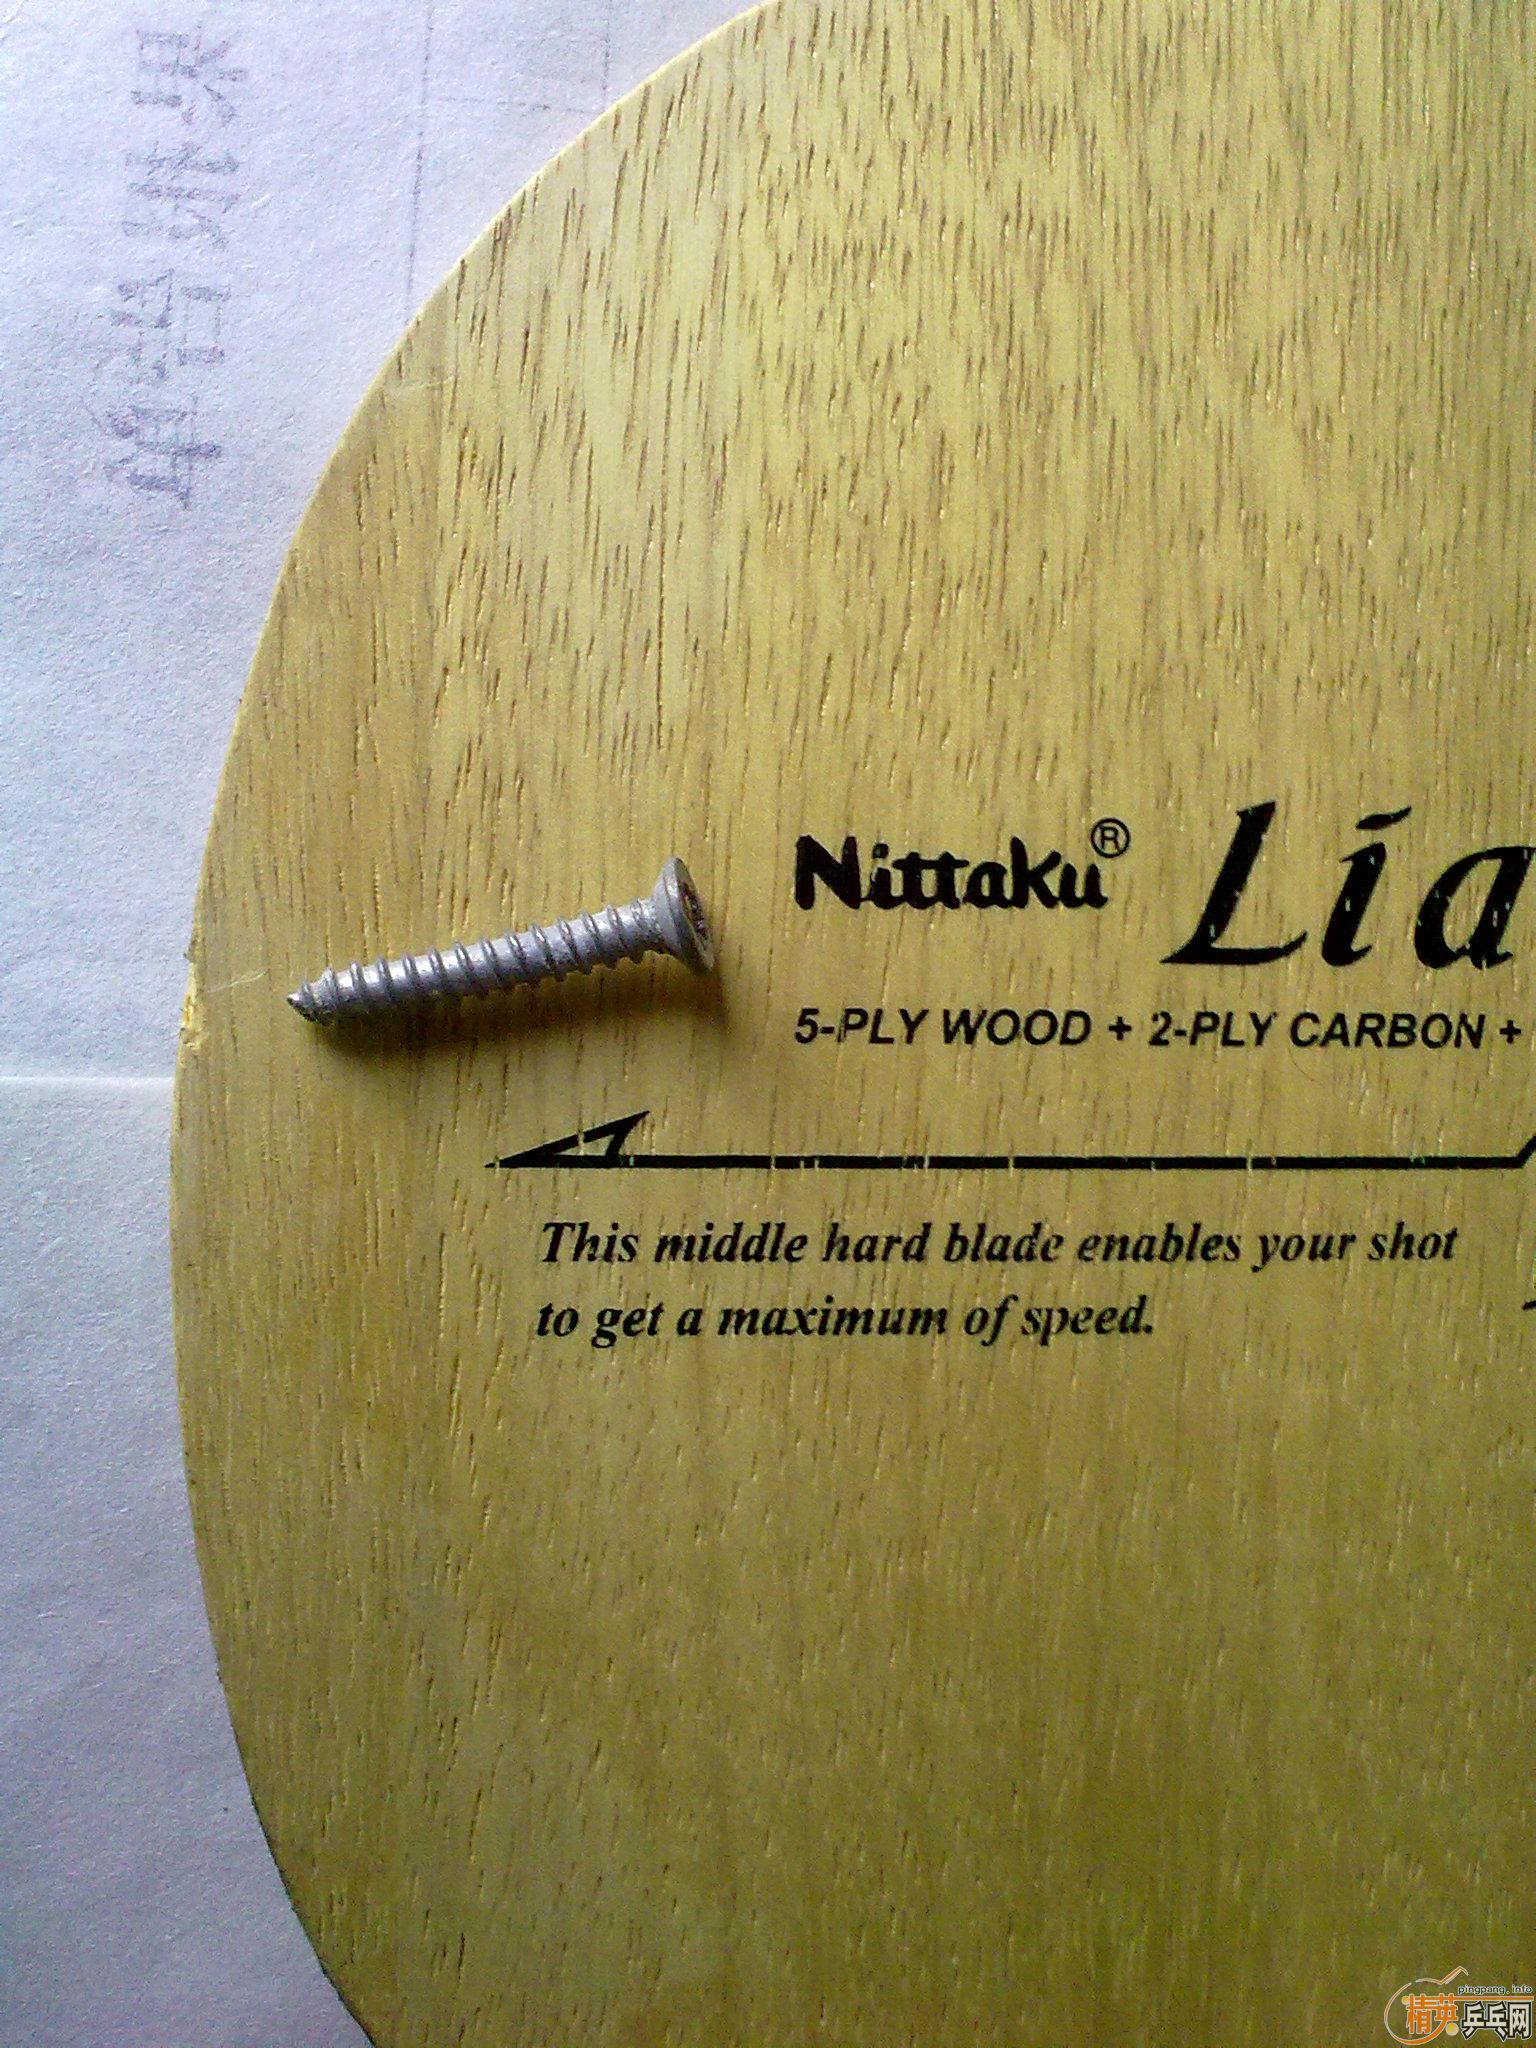 Nittaku® Lia
5-PLY WOOD + 2-PLY CARBON +
This middle hard blade enables your shot
to get a maximum of speed.
pingpang.info
精英乒乓网